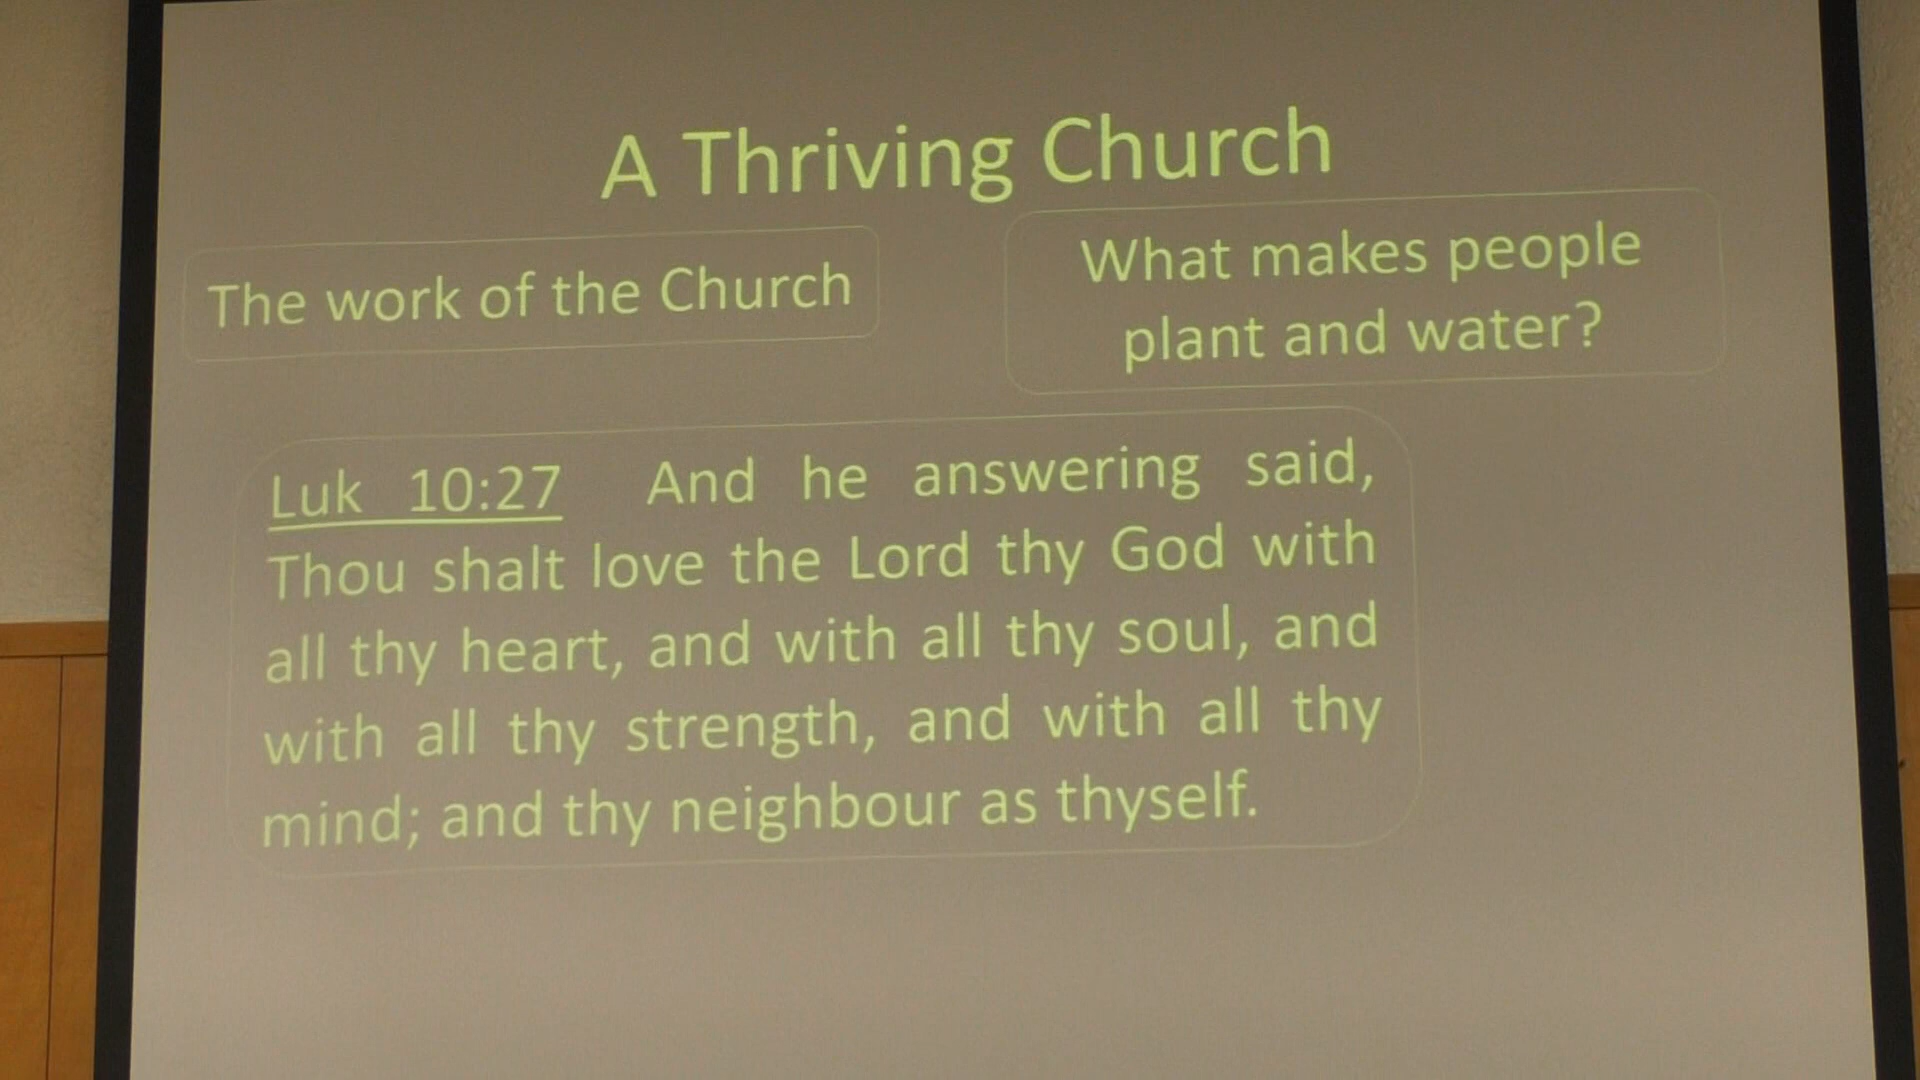 A Thriving Church
The work of the Church
What makes people
plant and water?
Luk 10:27 And he answering said,
Thou shalt love the Lord thy God with
all thy heart, and with all thy soul, and
with all thy strength, and with all thy
mind; and thy neighbour as thyself.